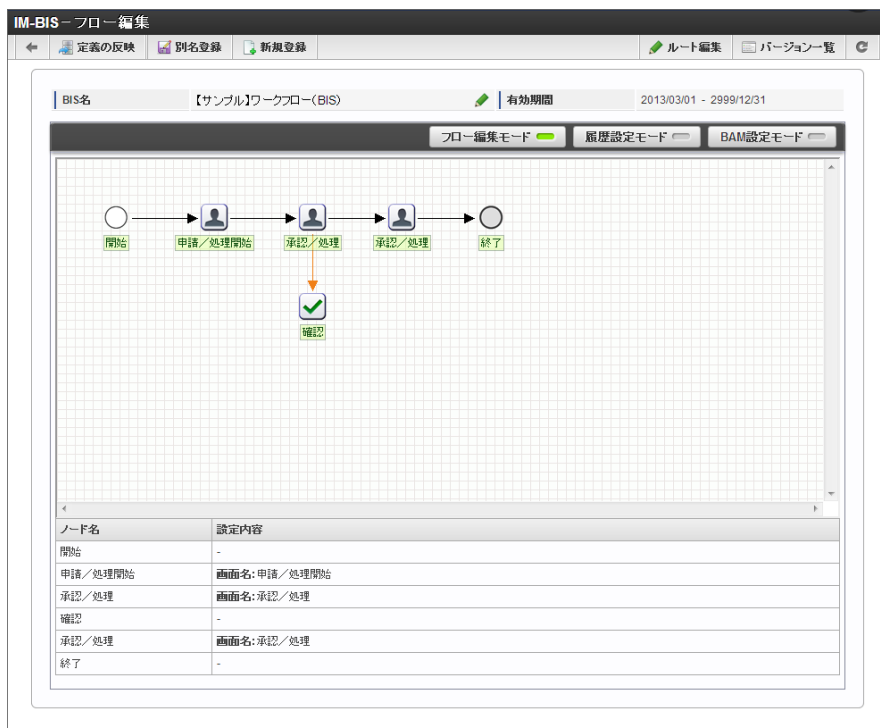 IM-BIS－フロー編集
定義の反映 別名登録 新規登録 ルート編集 バージョン一覧
BIS名 【サンプル】ワークフロー(BIS) 有効期間 2013/03/01 - 2999/12/31
フロー編集モード 履歴設定モード BAM設定モード
開始 申請／処理開始 承認／処理 承認／処理 終了
確認
ノード名 設定内容
開始 -
申請／処理開始 画面名:申請／処理開始
承認／処理 画面名:承認／処理
確認 -
承認／処理 画面名:承認／処理
終了 -